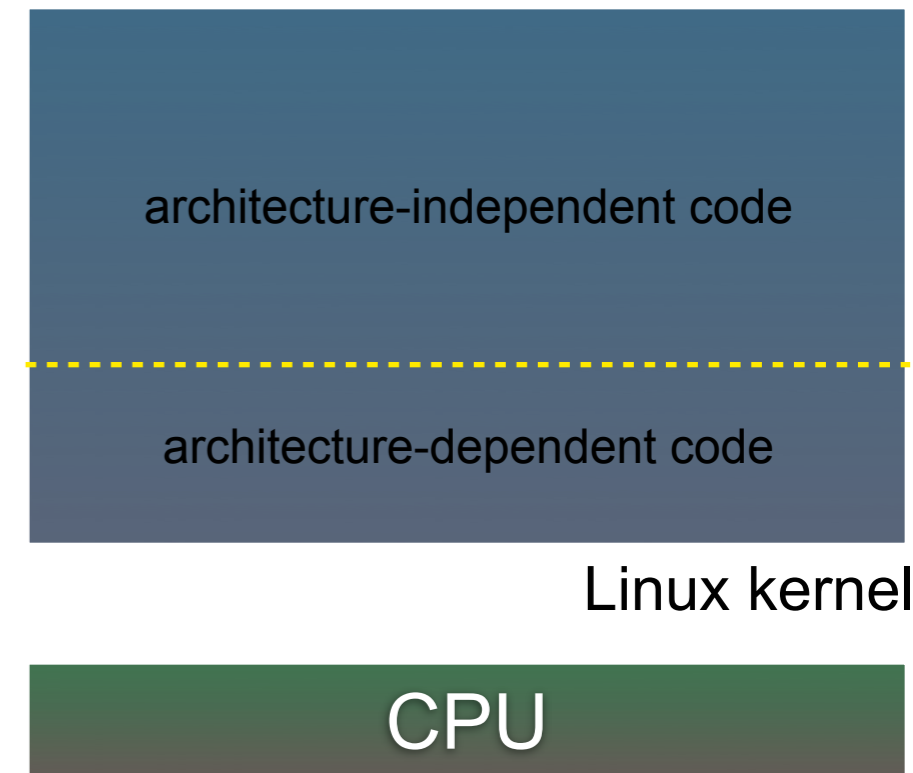 architecture-independent code
architecture-dependent code
Linux kernel
CPU